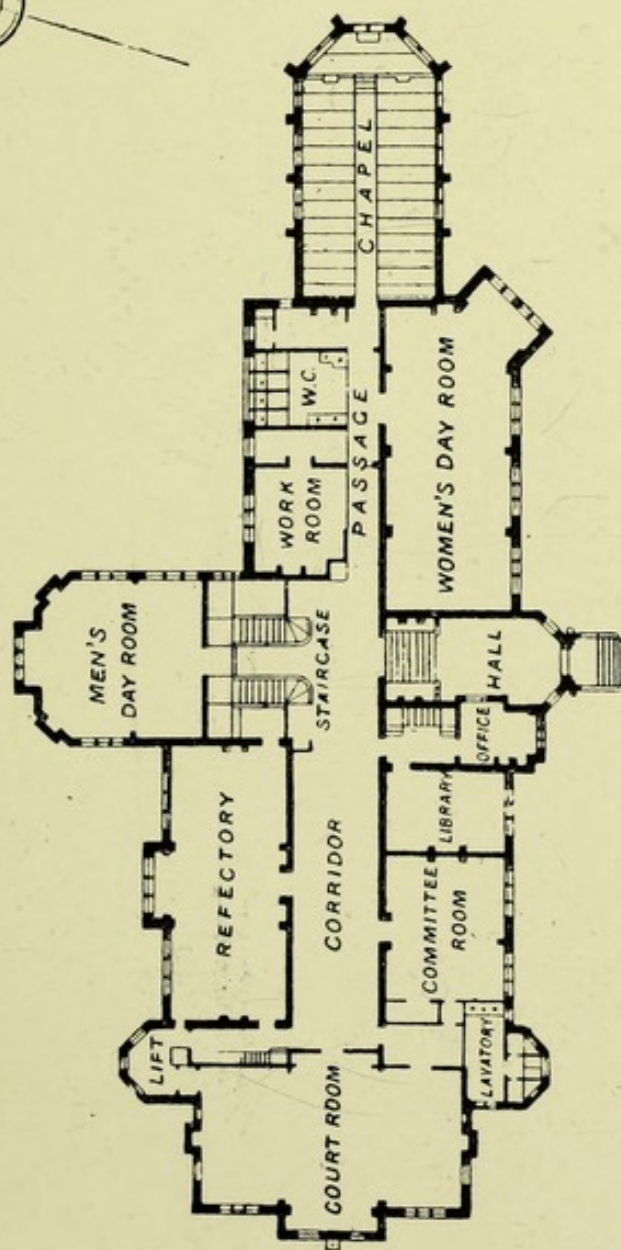 CHAPEL
W.C.
PASSAGE
WORK
ROOM
WOMEN'S DAY ROOM
MEN'S
DAY ROOM
STAIRCASE
HALL
OFFICE
LIBRARY
REFECTORY
CORRIDOR
COMMITTEE
ROOM
LIFT
LAVATORY
COURT ROOM